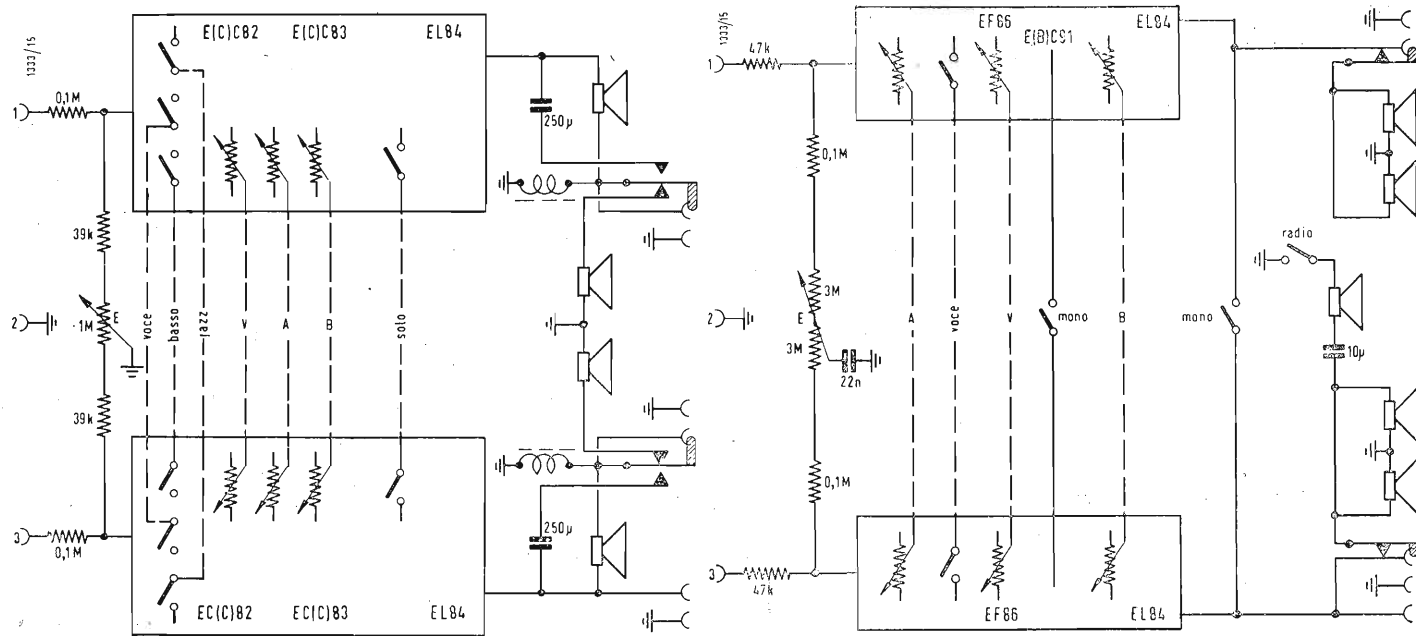 1333/15
E(C)C82 E(C)C83 EL84
1
0,1M
250µ
39k
E
1M
2
voce
basso
jazz
V
A
B
solo
39k
3
0,1M
250µ
EC(C)82 EC(C)83 EL84
1333/15
EF86 EL84
E(B)C91
1
47k
0,1M
3M
E
3M
22n
2
A
voce
V
mono
B
mono
radio
10µ
0,1M
3
47k
EF86 EL84